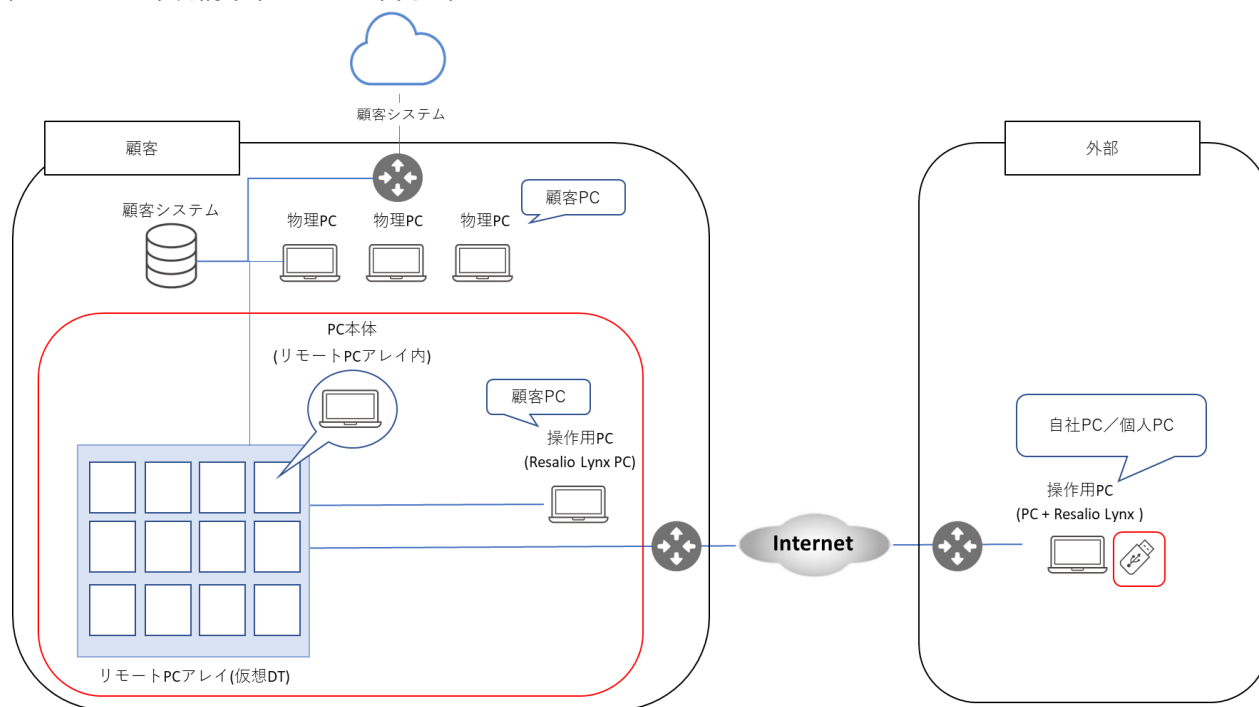 顧客システム
顧客
外部
顧客システム
物理PC
物理PC
物理PC
顧客PC
PC本体
(リモートPCアレイ内)
顧客PC
操作用PC
(Resalio Lynx PC)
自社PC／個人PC
操作用PC
(PC + Resalio Lynx )
Internet
リモートPCアレイ(仮想DT)